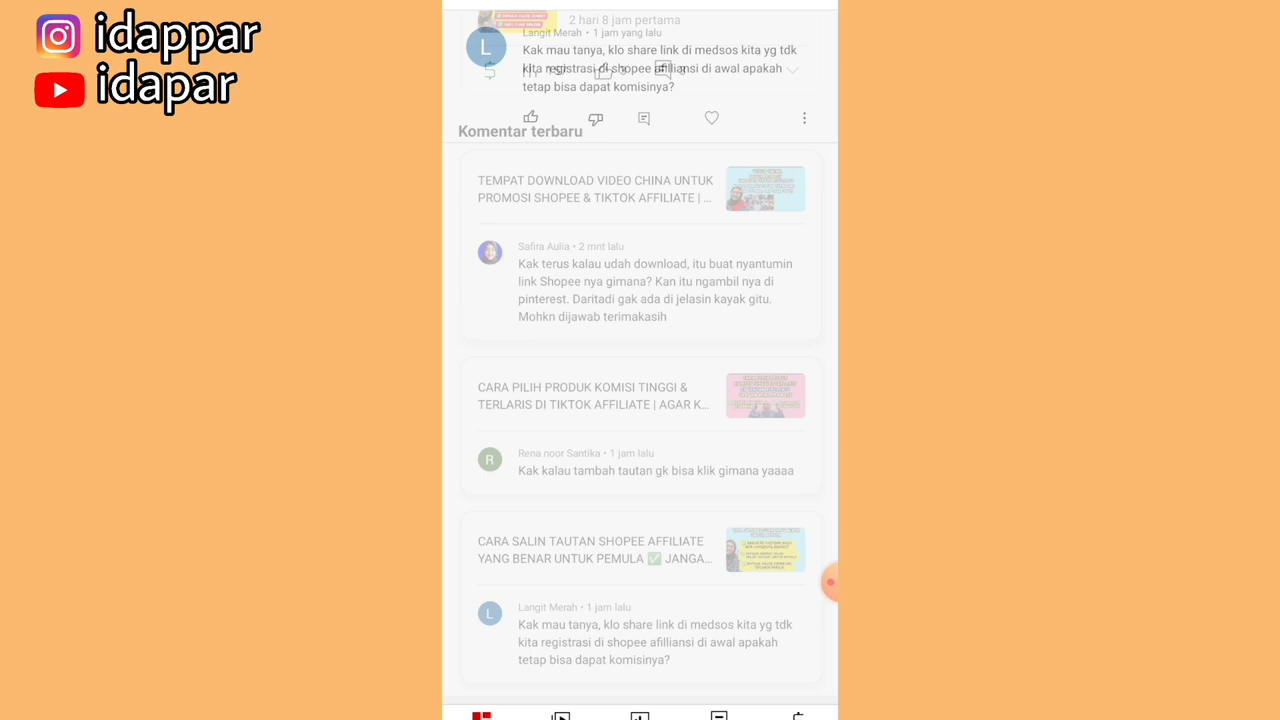 idappar
idapar
2 hari 8 jam pertama
Langit Merah • 1 jam yang lalu
Kak mau tanya, klo share link di medsos kita yg tdk
kita registrasi di shopee afilliansi di awal apakah
tetap bisa dapat komisinya?
Komentar terbaru
TEMPAT DOWNLOAD VIDEO CHINA UNTUK
PROMOSI SHOPEE & TIKTOK AFFILIATE | ...
Safira Aulia • 2 mnt lalu
Kak terus kalau udah download, itu buat nyantumin
link Shopee nya gimana? Kan itu ngambil nya di
pinterest. Daritadi gak ada di jelasin kayak gitu.
Mohkn dijawab terimakasih
CARA PILIH PRODUK KOMISI TINGGI &
TERLARIS DI TIKTOK AFFILIATE | AGAR K...
R
Rena noor Santika • 1 jam lalu
Kak kalau tambah tautan gk bisa klik gimana yaaaa
CARA SALIN TAUTAN SHOPEE AFFILIATE
YANG BENAR UNTUK PEMULA ✅ JANGA...
L
Langit Merah • 1 jam lalu
Kak mau tanya, klo share link di medsos kita yg tdk
kita registrasi di shopee afilliansi di awal apakah
tetap bisa dapat komisinya?